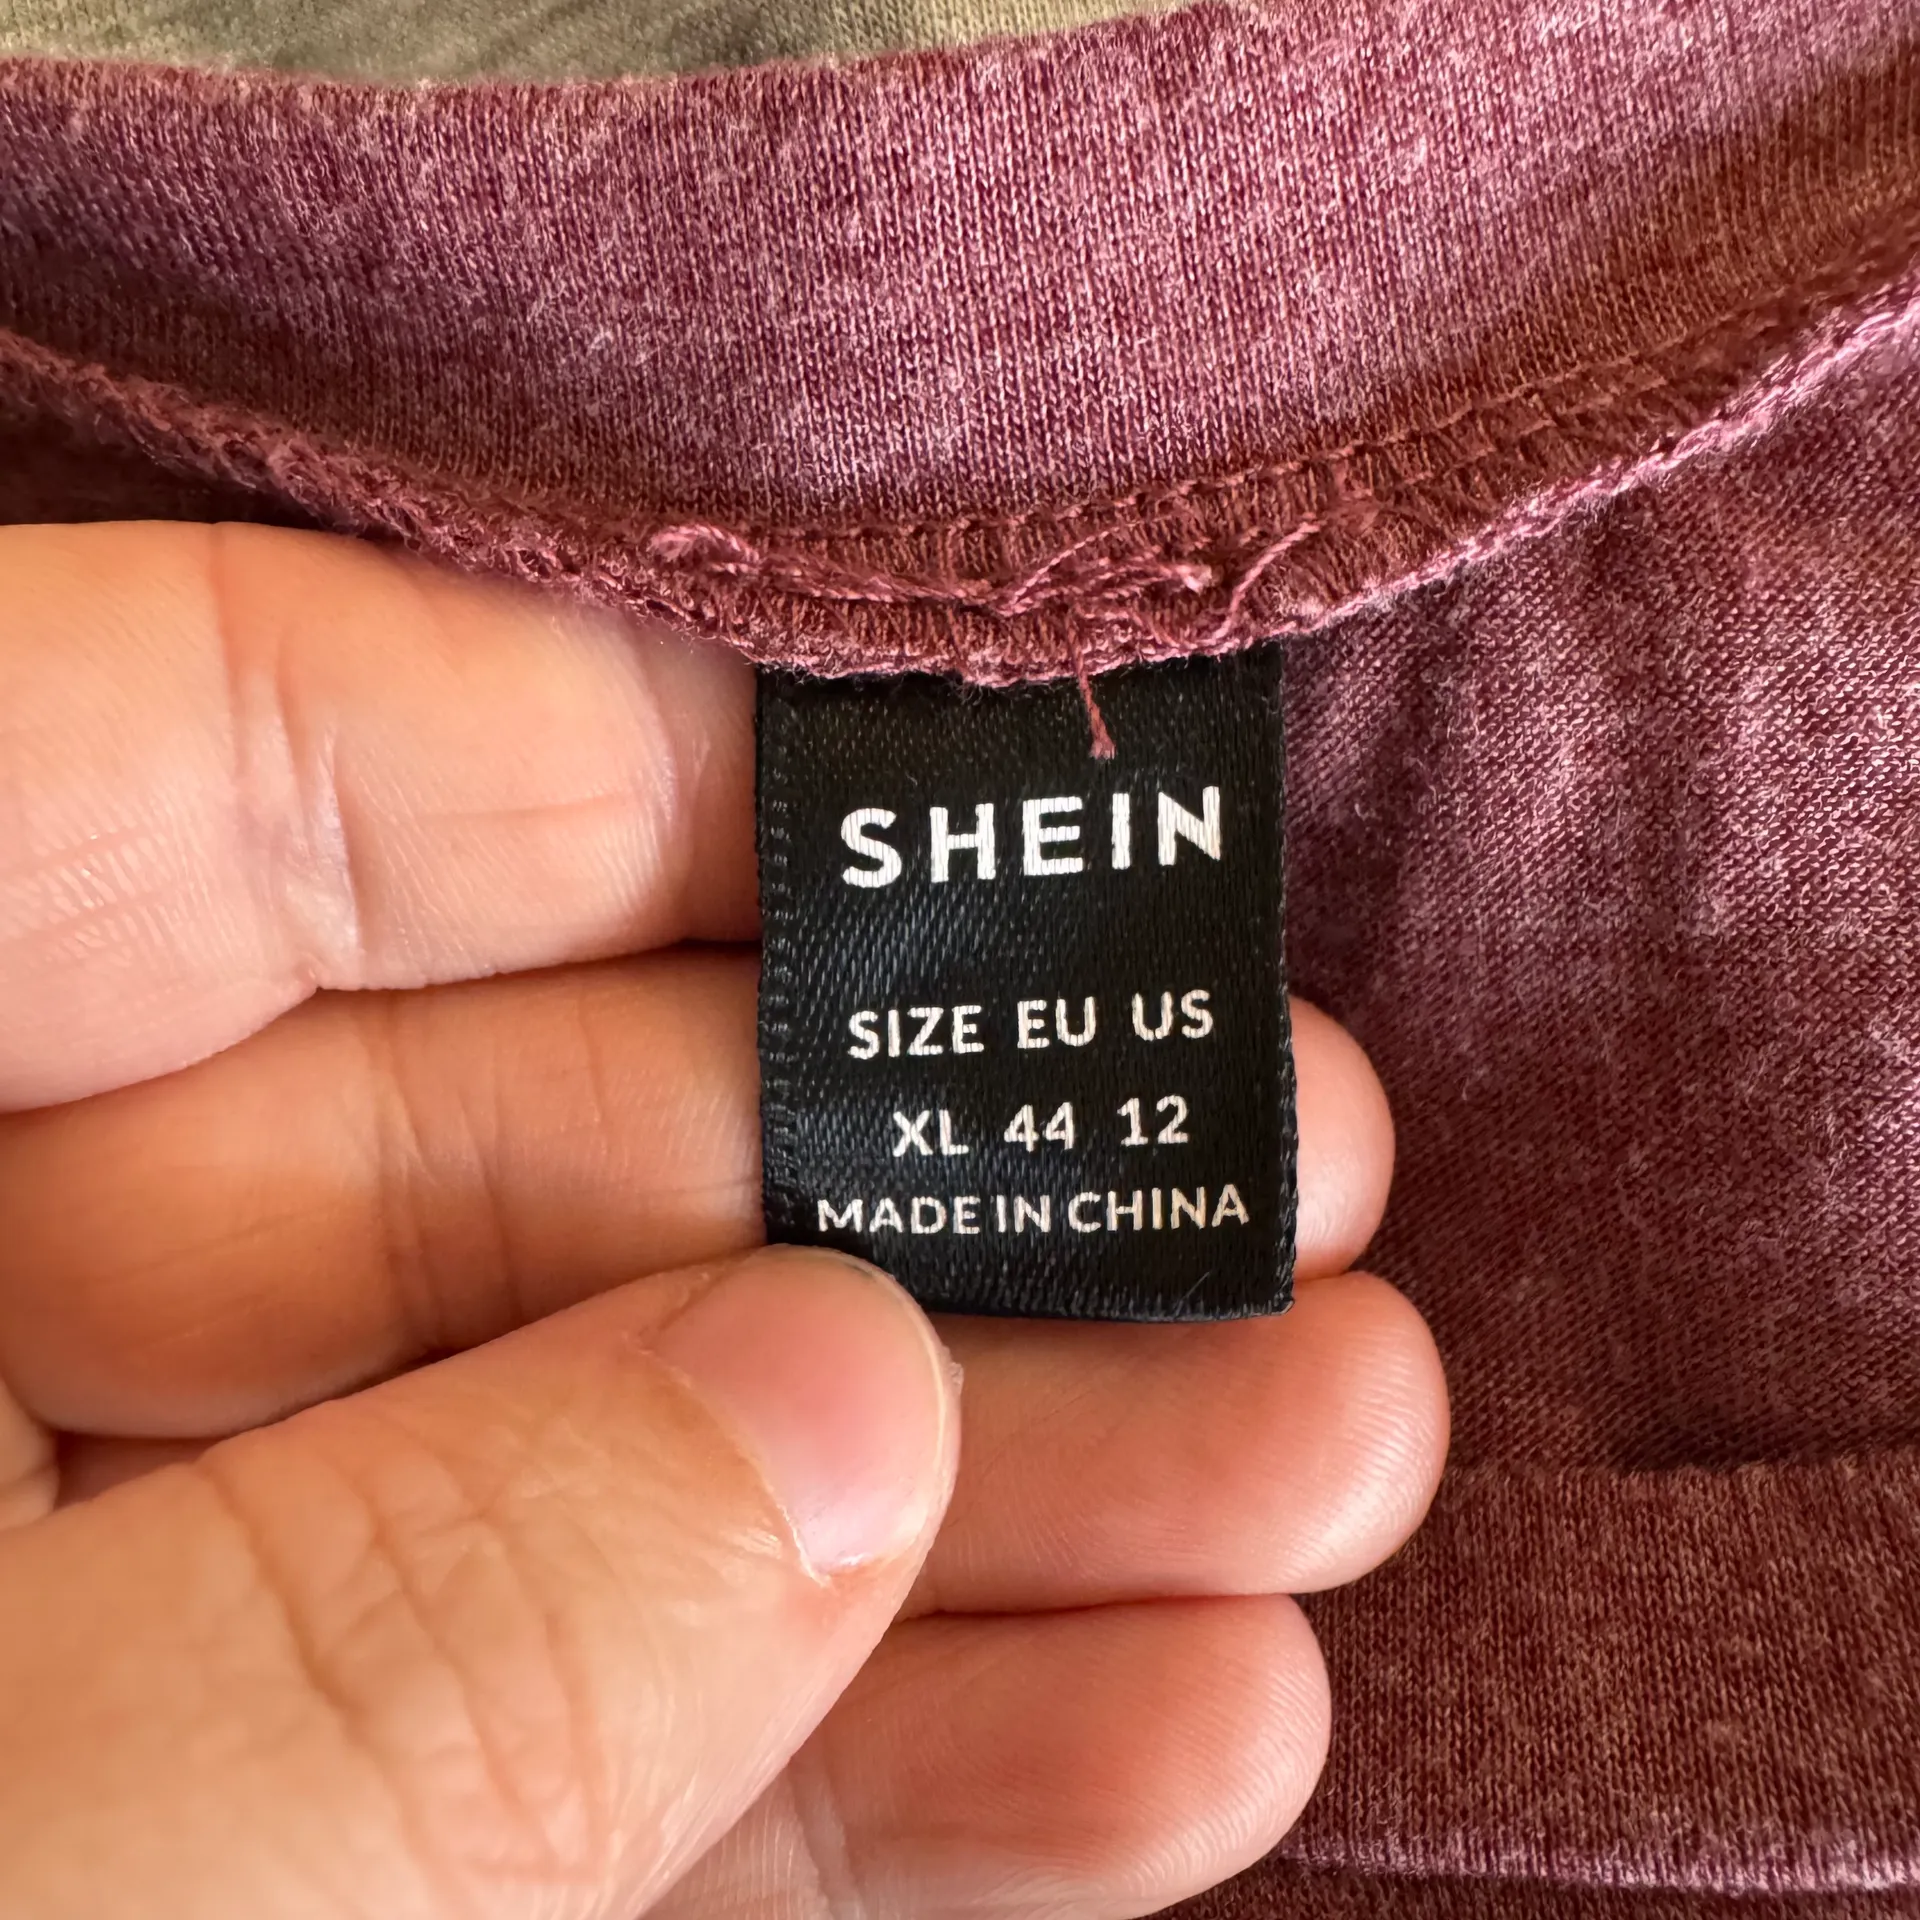 SHEIN
SIZE EU US
XL 44 12
MADE IN CHINA